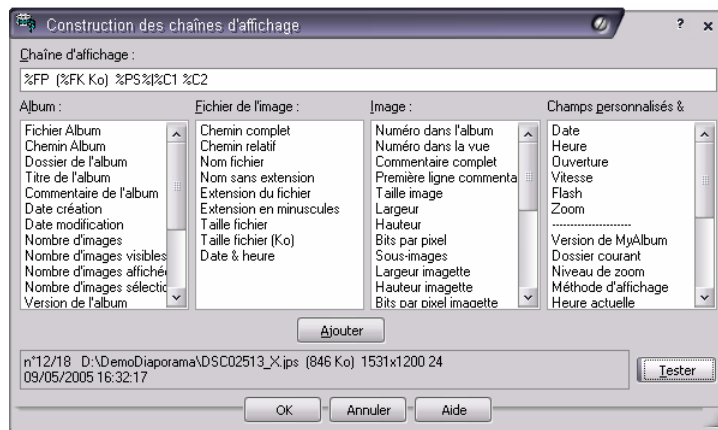 Construction des chaînes d'affichage
Chaîne d'affichage :
%FP (%FK Ko) %PS%|%C1 %C2
Album :
Fichier Album
Chemin Album
Dossier de l'album
Titre de l'album
Commentaire de l'album
Date création
Date modification
Nombre d'images
Nombre d'images visibles
Nombre d'images affiché
Nombre d'images sélectic
Version de l'album
Fichier de l'image :
Chemin complet
Chemin relatif
Nom fichier
Nom sans extension
Extension du fichier
Extension en minuscules
Taille fichier
Taille fichier (Ko)
Date & heure
Image :
Numéro dans l'album
Numéro dans la vue
Commentaire complet
Première ligne commenta
Taille image
Largeur
Hauteur
Bits par pixel
Sous-images
Largeur imagette
Hauteur imagette
Bits par pixel imagette
Champs personnalisés &
Date
Heure
Ouverture
Vitesse
Flash
Zoom
----------------------
Version de MyAlbum
Dossier courant
Niveau de zoom
Méthode d'affichage
Heure actuelle
Ajouter
n°12/18 D:\DemoDiaporama\DSC02513_X.jps (846 Ko) 1531x1200 24
09/05/2005 16:32:17
Tester
OK
Annuler
Aide